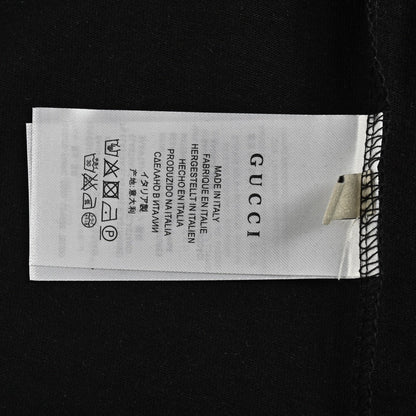 GUCCI
MADE IN ITALY
FABRIQUE EN ITALIE
HERGESTELLT IN ITALIEN
HECHO EN ITALIA
PRODUZIDO NA ITALIA
СДЕЛАНО В ИТАЛИИ
イタリア製
产地:意大利
30
P